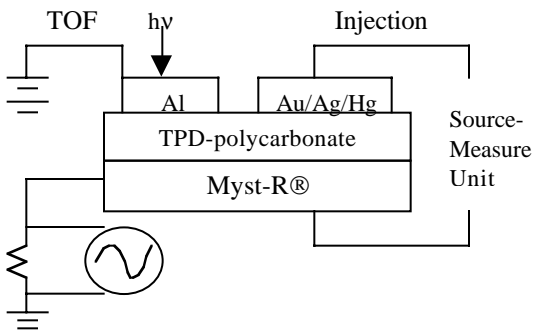 TOF
hν
Injection
Al
Au/Ag/Hg
TPD-polycarbonate
Myst-R®
Source-
Measure
Unit